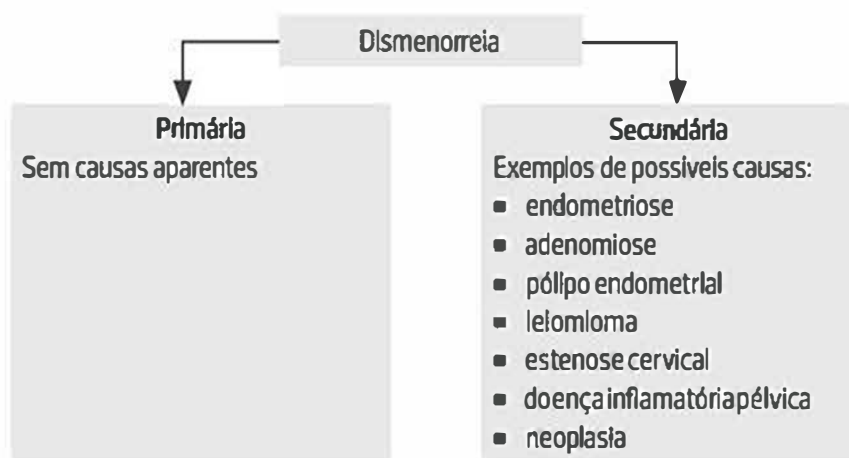 Dismenorreia
Primária
Sem causas aparentes
Secundária
Exemplos de possiveis causas:
▪ endometriose
▪ adenomiose
▪ pólipo endometrial
▪ leiomioma
▪ estenose cervical
▪ doença inflamatória pélvica
▪ neoplasia